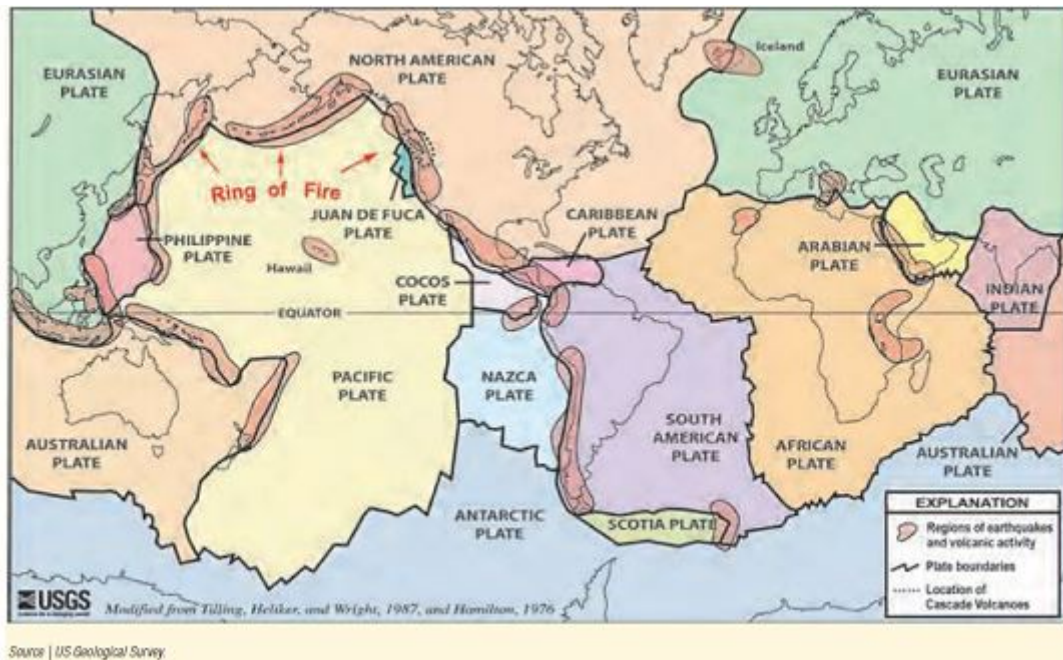 EURASIAN
PLATE
NORTH AMERICAN
PLATE
Iceland
EURASIAN
PLATE
Ring of Fire
JUAN DE FUCA
PLATE
CARIBBEAN
PLATE
PHILIPPINE
PLATE
Hawaii
ARABIAN
PLATE
COCOS
PLATE
INDIAN
PLATE
EQUATOR
PACIFIC
PLATE
NAZCA
PLATE
SOUTH
AMERICAN
PLATE
AUSTRALIAN
PLATE
AFRICAN
PLATE
AUSTRALIAN
PLATE
ANTARCTIC
PLATE
SCOTIA PLATE
EXPLANATION
Regions of earthquakes
and volcanic activity
Plate boundaries
Location of
Cascade Volcanoes
USGS
Modified from Tilling, Heliker, and Wright, 1987, and Hamilton, 1976
Source | US Geological Survey.